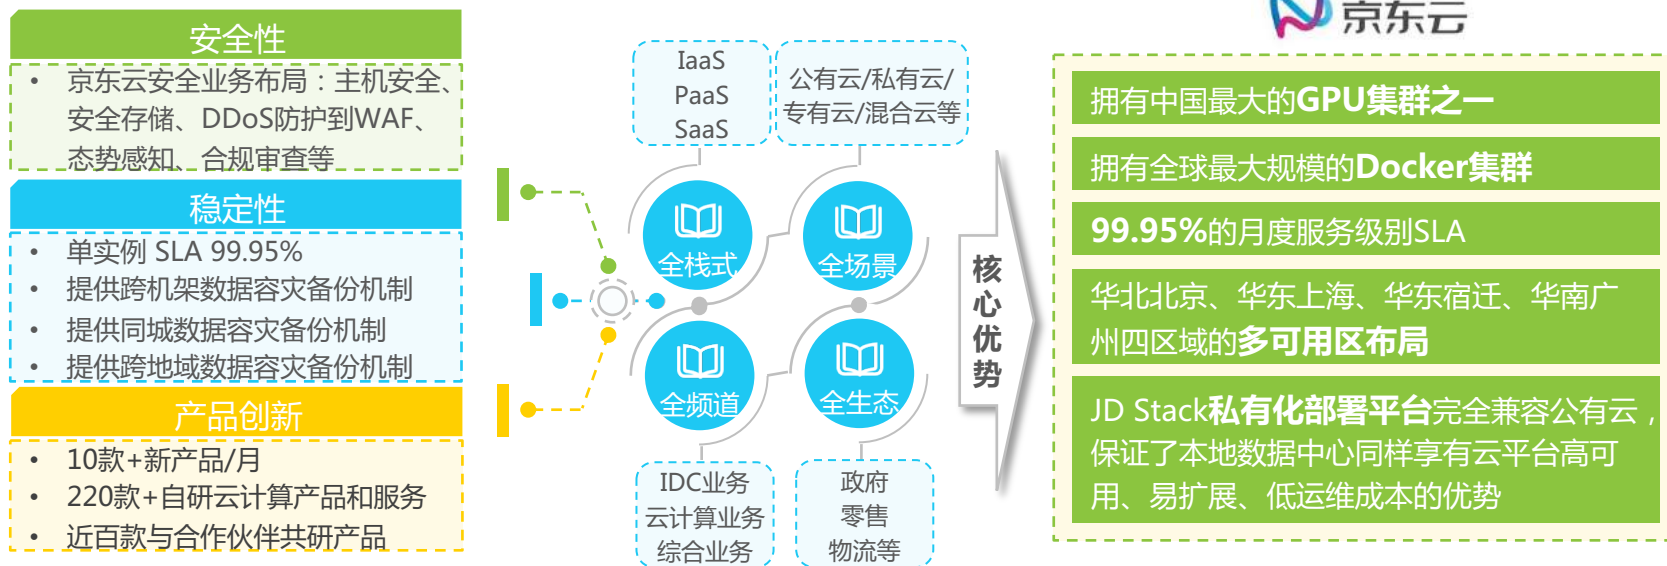 安全性
• 京东云安全业务布局：主机安全、
安全存储、DDoS防护到WAF、
态势感知、合规审查等
稳定性
• 单实例 SLA 99.95%
• 提供跨机架数据容灾备份机制
• 提供同城数据容灾备份机制
• 提供跨地域数据容灾备份机制
产品创新
• 10款+新产品/月
• 220款+自研云计算产品和服务
• 近百款与合作伙伴共研产品
IaaS
PaaS
SaaS
公有云/私有云/
专有云/混合云等
全栈式
全场景
全频道
全生态
IDC业务
云计算业务
综合业务
政府
零售
物流等
核
心
优
势
京东云
拥有中国最大的GPU集群之一
拥有全球最大规模的Docker集群
99.95%的月度服务级别SLA
华北北京、华东上海、华东宿迁、华南广
州四区域的多可用区布局
JD Stack私有化部署平台完全兼容公有云，
保证了本地数据中心同样享有云平台高可
用、易扩展、低运维成本的优势